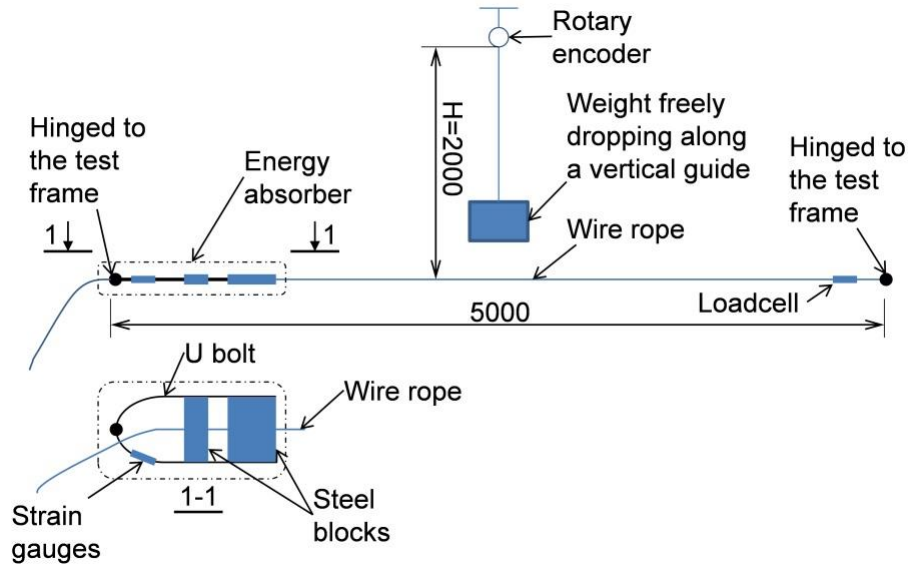 Rotary
encoder
H=2000
Weight freely
dropping along
a vertical guide
Hinged to
the test
frame
Energy
absorber
Hinged to
the test
frame
1
1
Wire rope
Loadcell
5000
U bolt
Wire rope
1-1
Strain
gauges
Steel
blocks